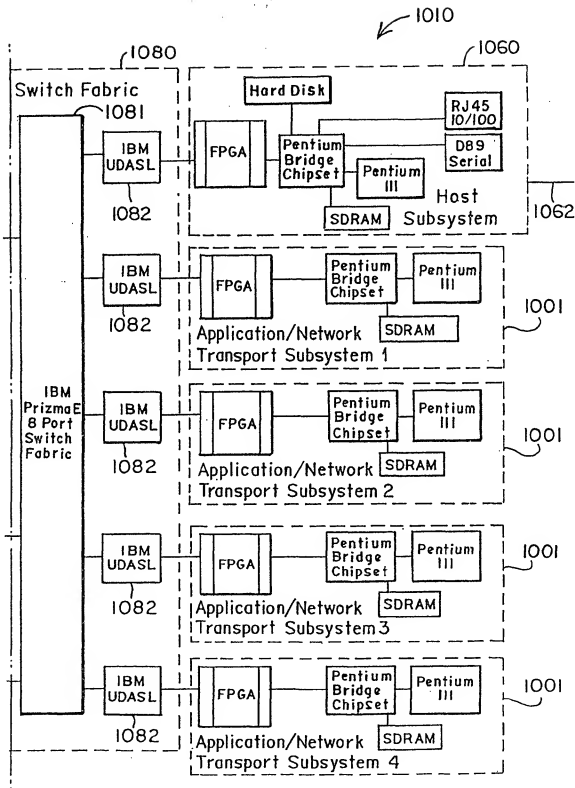 1010
1080
1060
Switch Fabric
1081
Hard Disk
RJ45
10/100
IBM
UDASL
FPGA
Pentium
Bridge
Chipset
DB9
Serial
Pentium
III
1082
Host
Subsystem
SDRAM
1062
IBM
UDASL
1082
FPGA
Pentium
Bridge
Chipset
Pentium
III
1001
SDRAM
Application/Network
Transport Subsystem 1
IBM
PrizmaE
8 Port
Switch
Fabric
IBM
UDASL
1082
FPGA
Pentium
Bridge
Chipset
Pentium
III
1001
SDRAM
Application/Network
Transport Subsystem 2
IBM
UDASL
1082
FPGA
Pentium
Bridge
Chipset
Pentium
III
1001
SDRAM
Application/Network
Transport Subsystem 3
IBM
UDASL
1082
FPGA
Pentium
Bridge
Chipset
Pentium
III
1001
SDRAM
Application/Network
Transport Subsystem 4